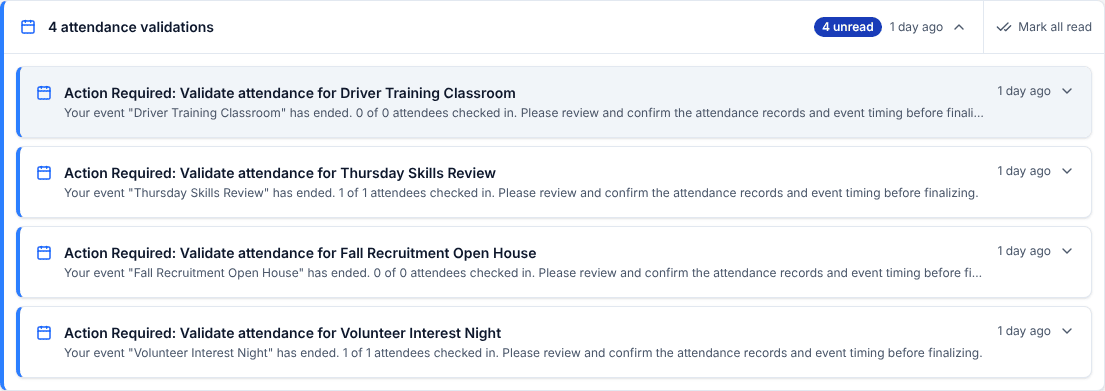 4 attendance validations
4 unread
1 day ago
Mark all read
Action Required: Validate attendance for Driver Training Classroom
1 day ago
Your event "Driver Training Classroom" has ended. 0 of 0 attendees checked in. Please review and confirm the attendance records and event timing before finali...
Action Required: Validate attendance for Thursday Skills Review
1 day ago
Your event "Thursday Skills Review" has ended. 1 of 1 attendees checked in. Please review and confirm the attendance records and event timing before finalizing.
Action Required: Validate attendance for Fall Recruitment Open House
1 day ago
Your event "Fall Recruitment Open House" has ended. 0 of 0 attendees checked in. Please review and confirm the attendance records and event timing before fi...
Action Required: Validate attendance for Volunteer Interest Night
1 day ago
Your event "Volunteer Interest Night" has ended. 1 of 1 attendees checked in. Please review and confirm the attendance records and event timing before finalizing.